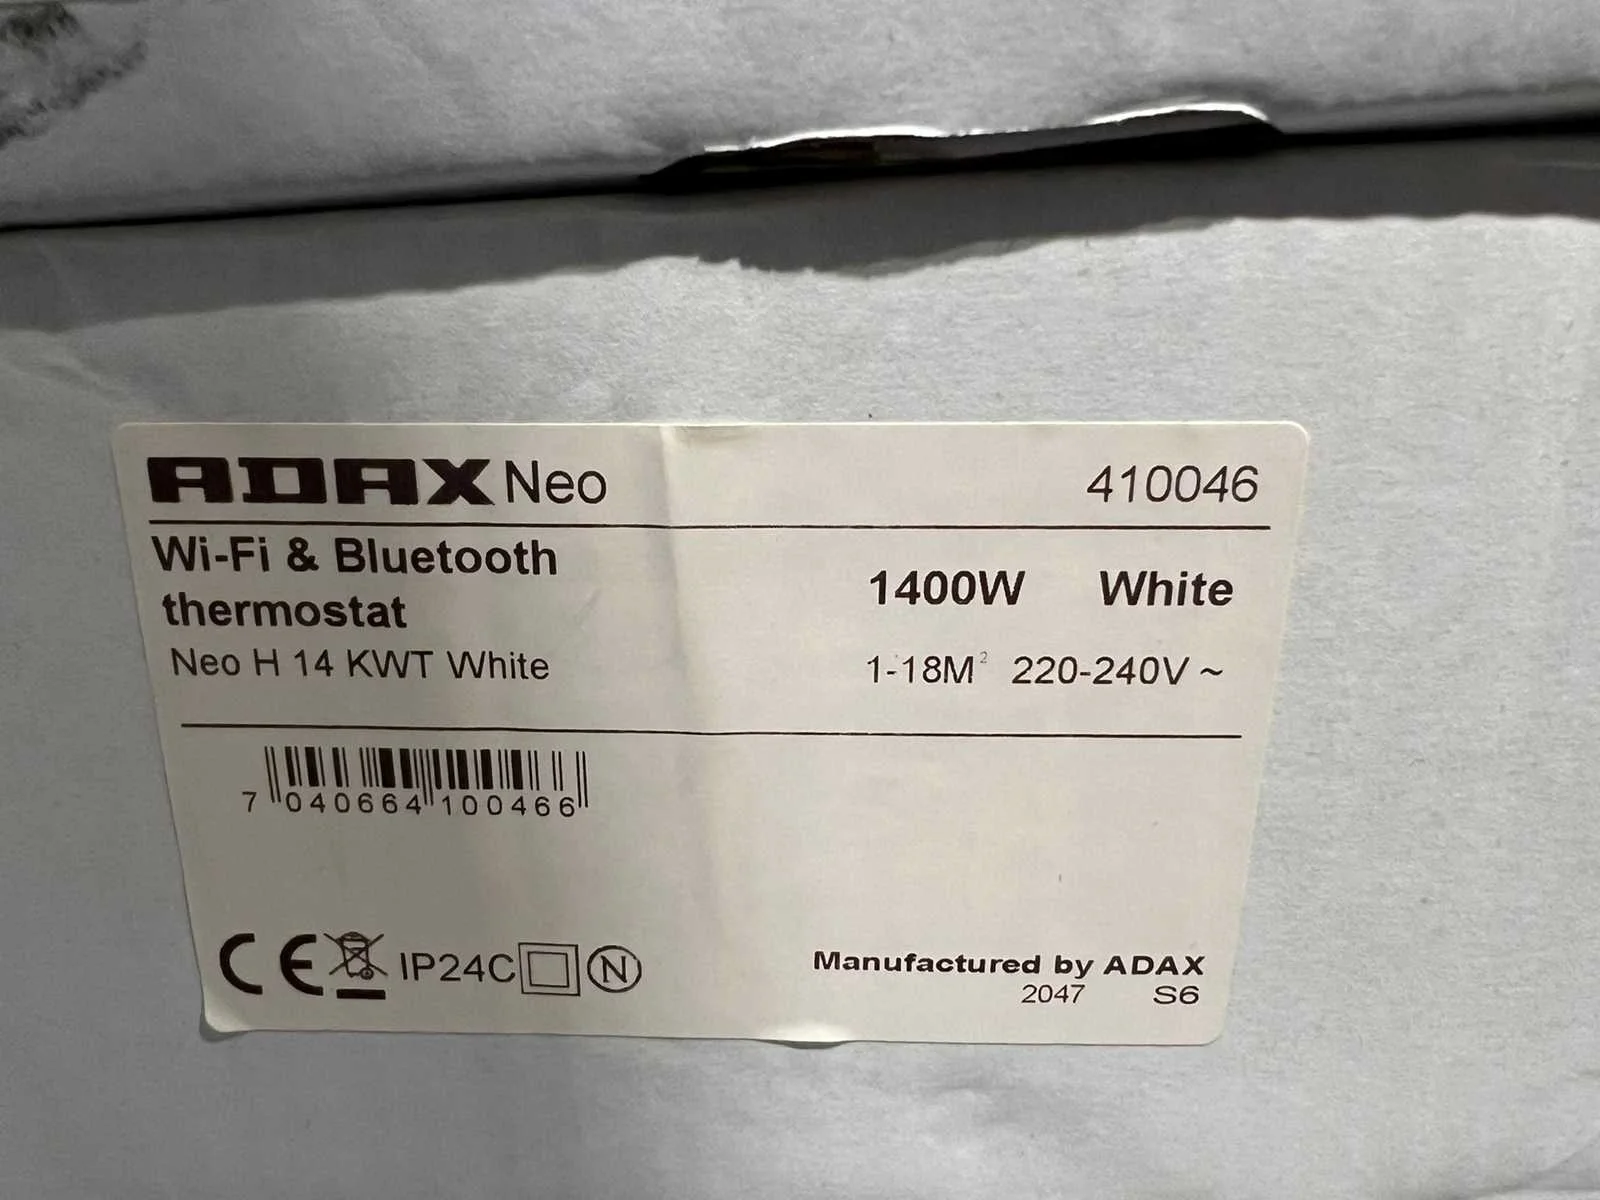 ADAX Neo 410046
Wi-Fi & Bluetooth
thermostat
1400W White
Neo H 14 KWT White
1-18M² 220-240V ~
7 040664 100466
CE IP24C N
Manufactured by ADAX
2047 S6